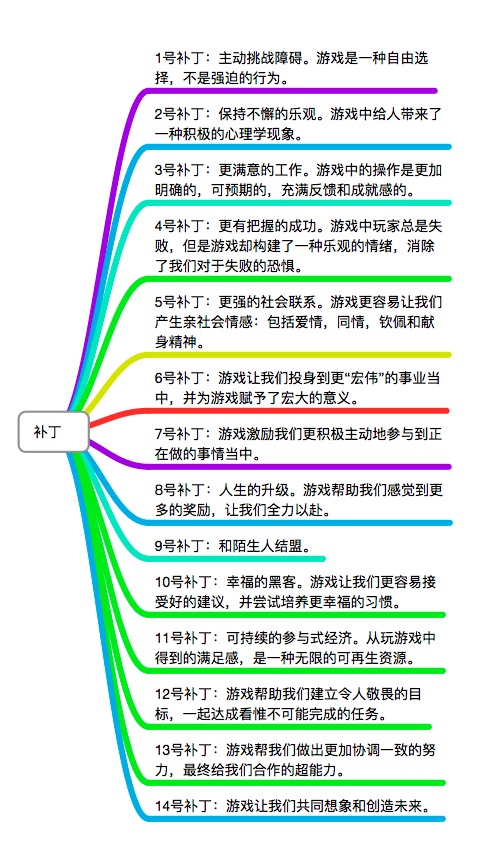 1号补丁：主动挑战障碍。游戏是一种自由选
择，不是强迫的行为。
2号补丁：保持不懈的乐观。游戏中给人带来了
一种积极的心理学现象。
3号补丁：更满意的工作。游戏中的操作是更加
明确的，可预期的，充满反馈和成就感的。
4号补丁：更有把握的成功。游戏中玩家总是失
败，但是游戏却构建了一种乐观的情绪，消除
了我们对于失败的恐惧。
5号补丁：更强的社会联系。游戏更容易让我们
产生亲社会情感：包括爱情，同情，钦佩和献
身精神。
6号补丁：游戏让我们投身到更“宏伟”的事业当
中，并为游戏赋予了宏大的意义。
补丁
7号补丁：游戏激励我们更积极主动地参与到正
在做的事情当中。
8号补丁：人生的升级。游戏帮助我们感觉到更
多的奖励，让我们全力以赴。
9号补丁：和陌生人结盟。
10号补丁：幸福的黑客。游戏让我们更容易接
受好的建议，并尝试培养更幸福的习惯。
11号补丁：可持续的参与式经济。从玩游戏中
得到的满足感，是一种无限的可再生资源。
12号补丁：游戏帮助我们建立令人敬畏的目
标，一起达成看惟不可能完成的任务。
13号补丁：游戏帮我们做出更加协调一致的努
力，最终给我们合作的超能力。
14号补丁：游戏让我们共同想象和创造未来。